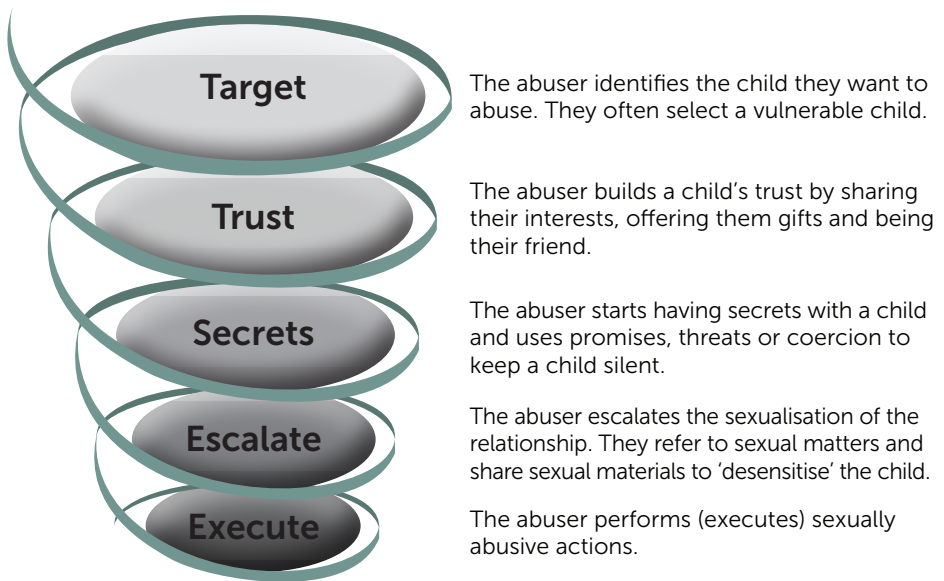 Target
The abuser identifies the child they want to
abuse. They often select a vulnerable child.
Trust
The abuser builds a child’s trust by sharing
their interests, offering them gifts and being
their friend.
Secrets
The abuser starts having secrets with a child
and uses promises, threats or coercion to
keep a child silent.
Escalate
The abuser escalates the sexualisation of the
relationship. They refer to sexual matters and
share sexual materials to ‘desensitise’ the child.
Execute
The abuser performs (executes) sexually
abusive actions.